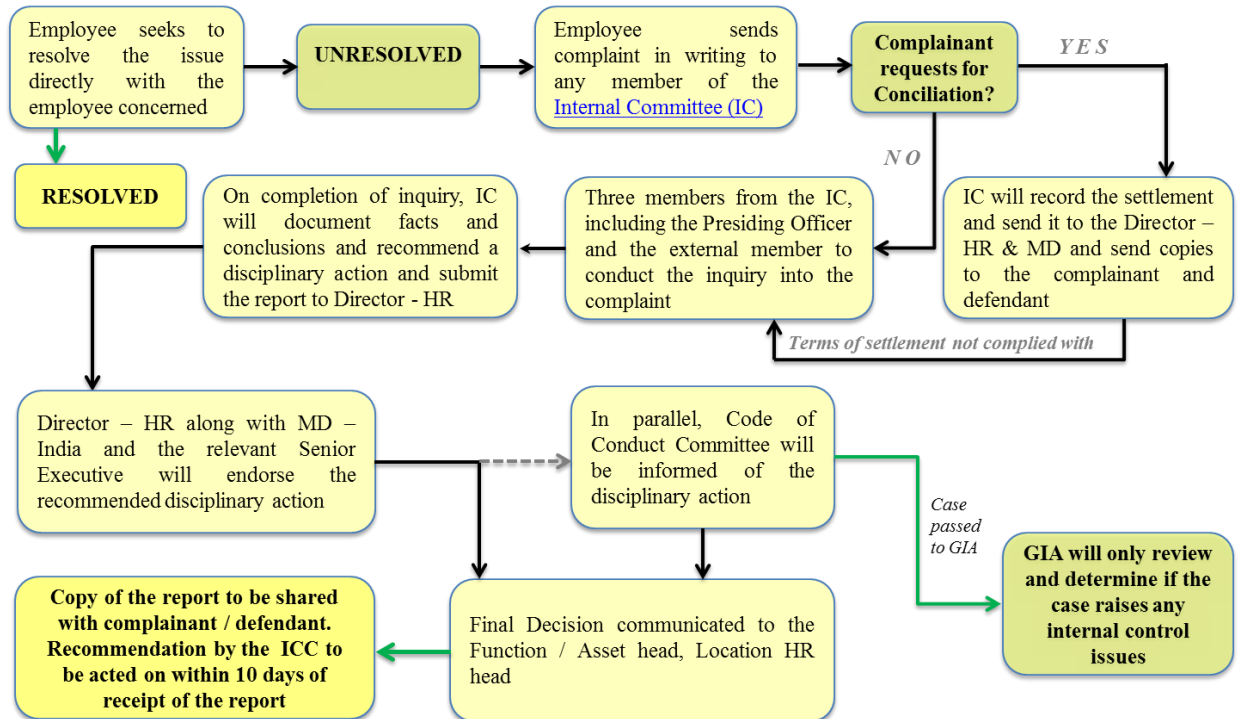 Employee seeks to
resolve the issue
directly with the
employee concerned
UNRESOLVED
Employee sends
complaint in writing to
any member of the
Internal Committee (IC)
Complainant
requests for
Conciliation?
YES
NO
RESOLVED
On completion of inquiry, IC
will document facts and
conclusions and recommend a
disciplinary action and submit
the report to Director - HR
Three members from the IC,
including the Presiding Officer
and the external member to
conduct the inquiry into the
complaint
IC will record the settlement
and send it to the Director –
HR & MD and send copies
to the complainant and
defendant
Terms of settlement not complied with
Director – HR along with MD –
India and the relevant Senior
Executive will endorse the
recommended disciplinary action
In parallel, Code of
Conduct Committee will
be informed of the
disciplinary action
Case
passed
to GIA
GIA will only review
and determine if the
case raises any
internal control
issues
Copy of the report to be shared
with complainant / defendant.
Recommendation by the ICC to
be acted on within 10 days of
receipt of the report
Final Decision communicated to the
Function / Asset head, Location HR
head